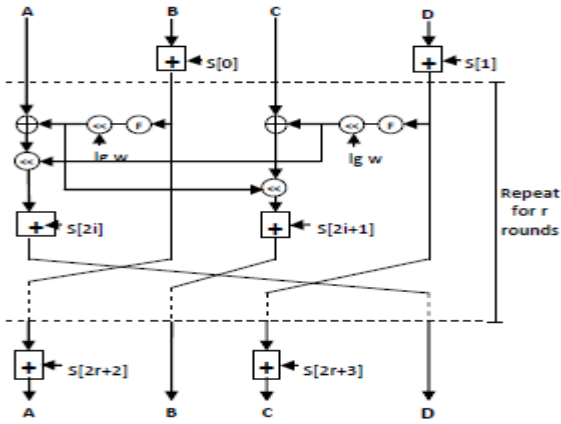 A B C D
+ S[0] + S[1]
<< F << F
lg w lg w
<< <<
+ S[2i] + S[2i+1]
Repeat
for r
rounds
+ S[2r+2] + S[2r+3]
A B C D